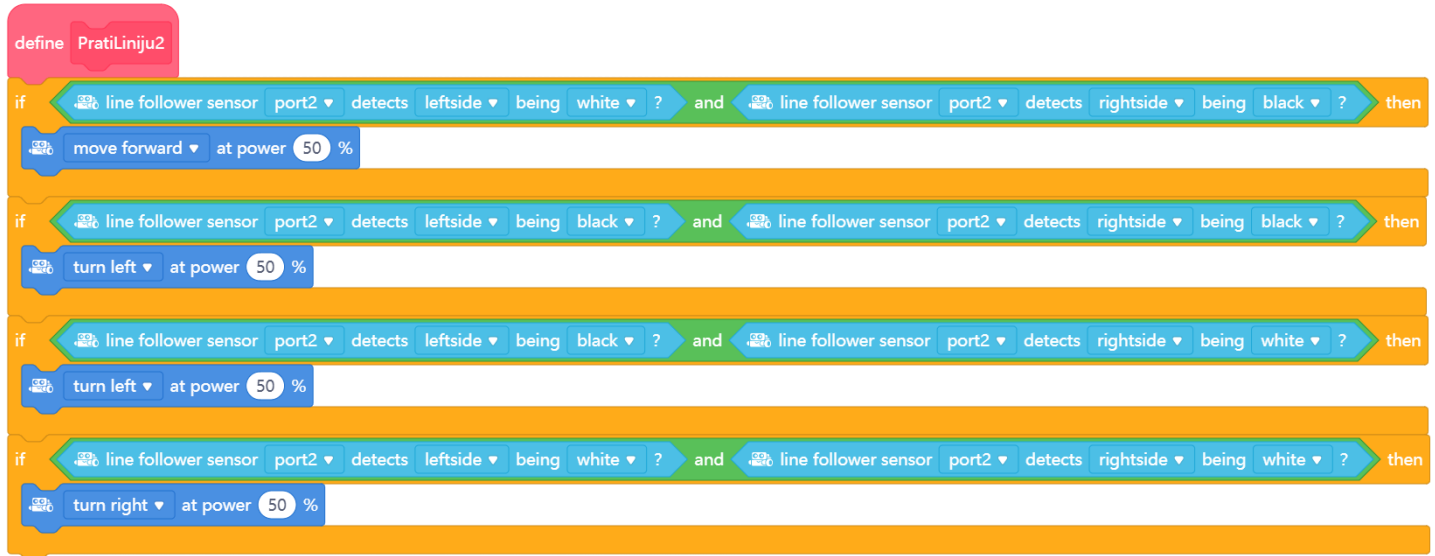 define PratiLiniju2
if line follower sensor port2 detects leftside being white ? and line follower sensor port2 detects rightside being black ? then
move forward at power 50 %
if line follower sensor port2 detects leftside being black ? and line follower sensor port2 detects rightside being black ? then
turn left at power 50 %
if line follower sensor port2 detects leftside being black ? and line follower sensor port2 detects rightside being white ? then
turn left at power 50 %
if line follower sensor port2 detects leftside being white ? and line follower sensor port2 detects rightside being white ? then
turn right at power 50 %